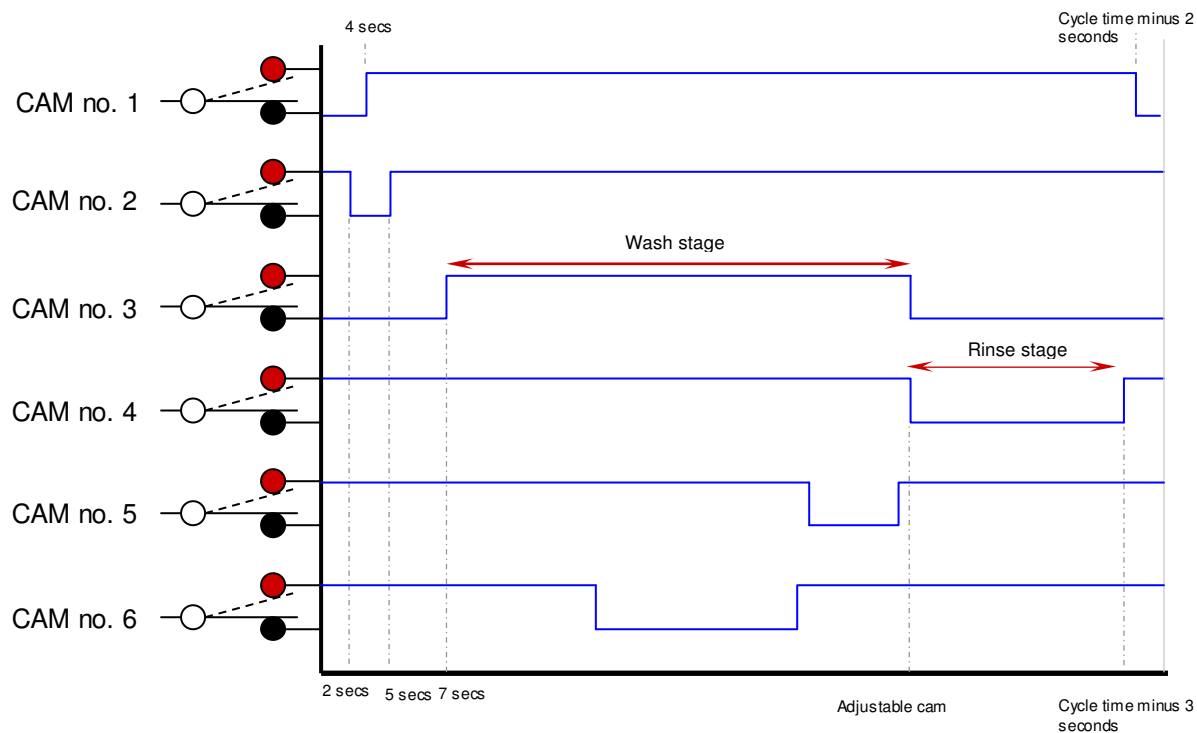 4 secs
Cycle time minus 2
seconds
CAM no. 1
CAM no. 2
Wash stage
CAM no. 3
Rinse stage
CAM no. 4
CAM no. 5
CAM no. 6
2 secs
5 secs
7 secs
Adjustable cam
Cycle time minus 3
seconds